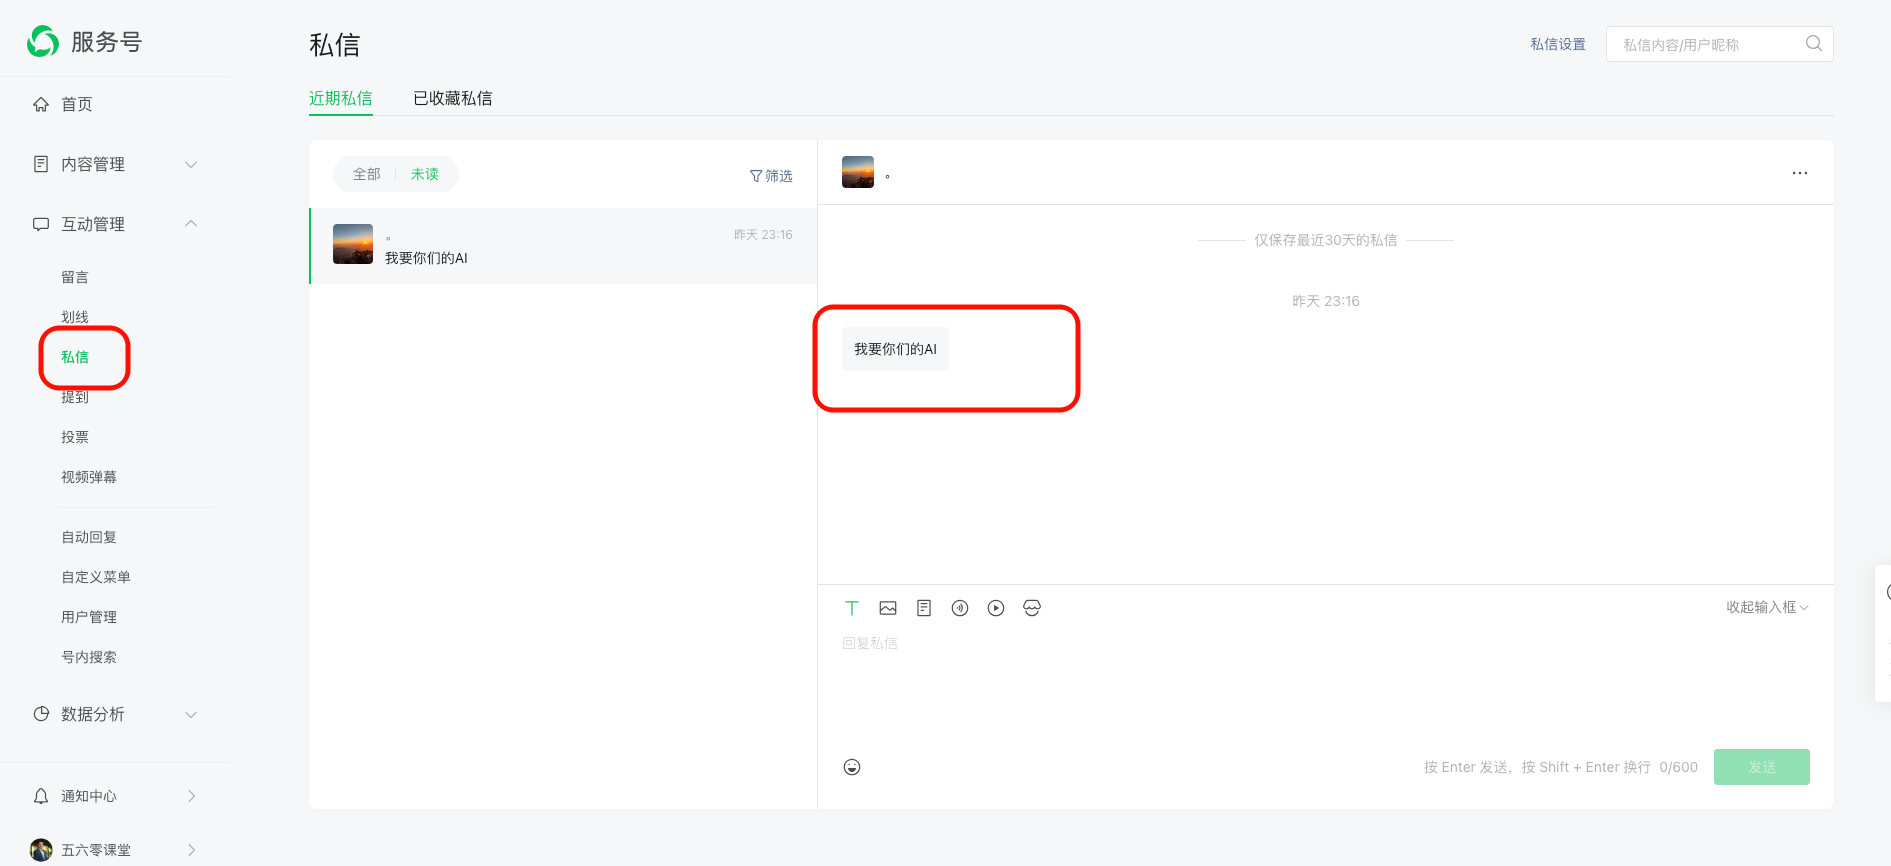 服务号
首页
内容管理
互动管理
留言
划线
私信
提到
投票
视频弹幕
自动回复
自定义菜单
用户管理
号内搜索
数据分析
通知中心
五六零课堂
私信
私信设置
私信内容/用户昵称
近期私信
已收藏私信
全部
未读
筛选
。
昨天 23:16
我要你们的AI
。
仅保存最近30天的私信
昨天 23:16
我要你们的AI
收起输入框
回复私信
按 Enter 发送，按 Shift + Enter 换行
0/600
发送